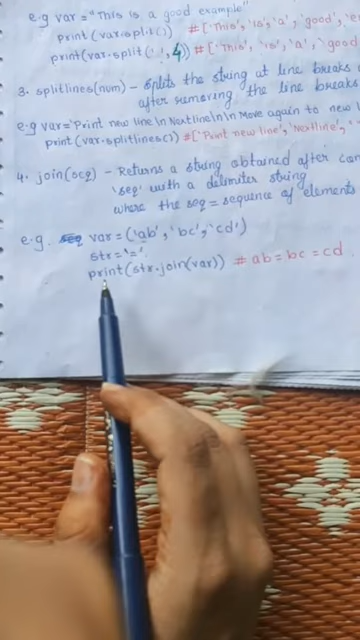 e.g var="This is a good example"
print(var.split()) #['This','is','a','good',
print(var.split(' ',4)) #['This','is','a','good
3. splitlines(num) - splits the string at line breaks
after removing the line breaks
e.g var='Print new line\nNextline\n\n Move again to new
print(var.splitlines()) #['Print new line','Nextline','
4. join(seq) - Returns a string obtained after
'seq' with a delimiter string
where the seq = sequence of elements
e.g. var=('ab','bc','cd')
str='='
print(str.join(var)) # ab=bc=cd.